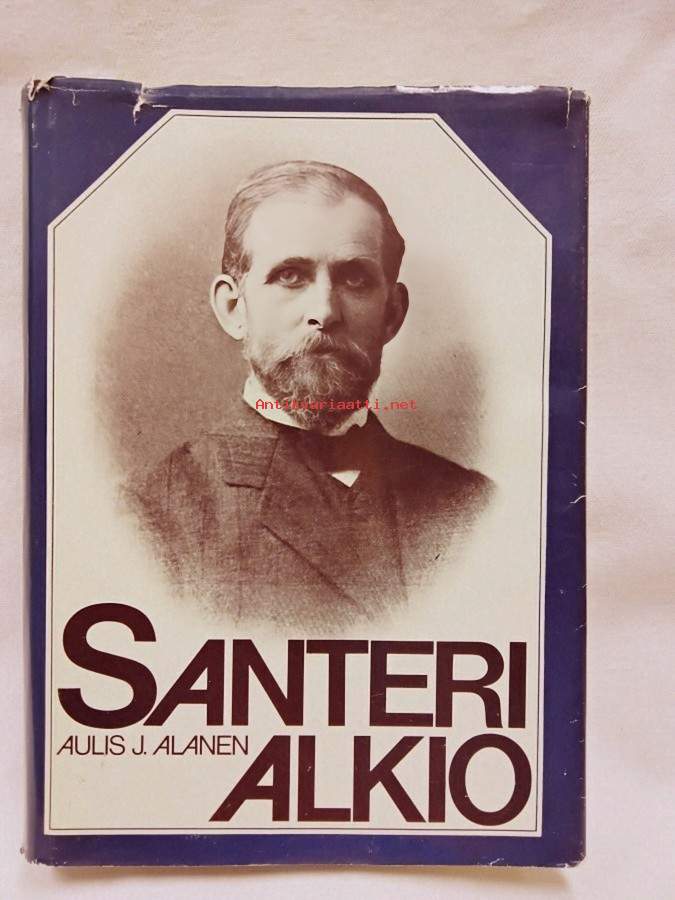 Antikvariaatti.net
SANTERI
AULIS J. ALANEN
ALKIO